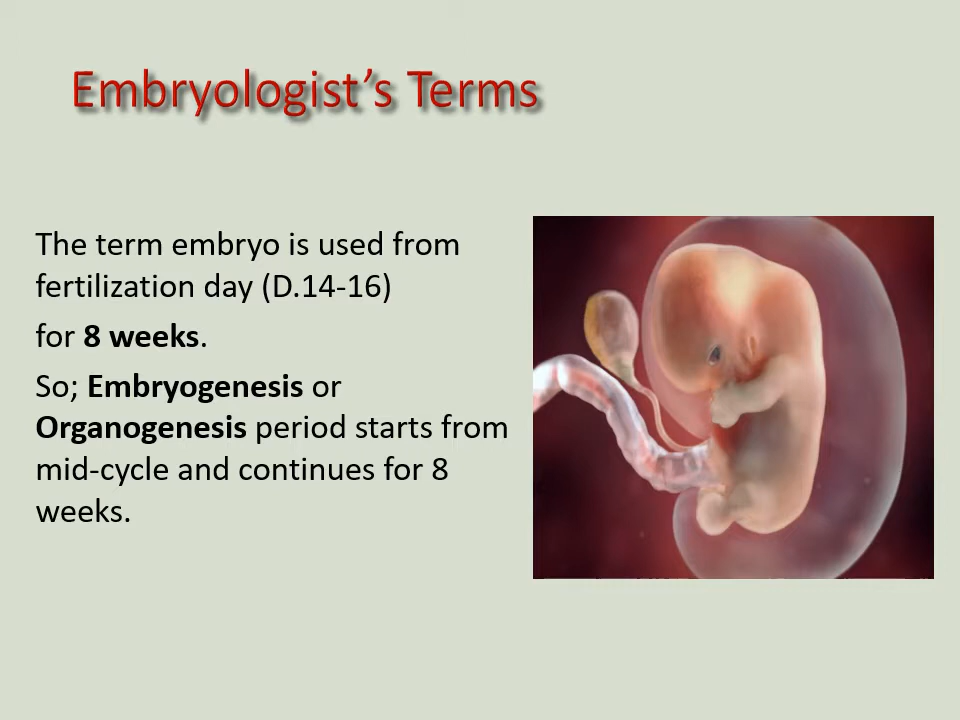 Embryologist’s Terms
The term embryo is used from
fertilization day (D.14-16)
for 8 weeks.
So; Embryogenesis or
Organogenesis period starts from
mid-cycle and continues for 8
weeks.